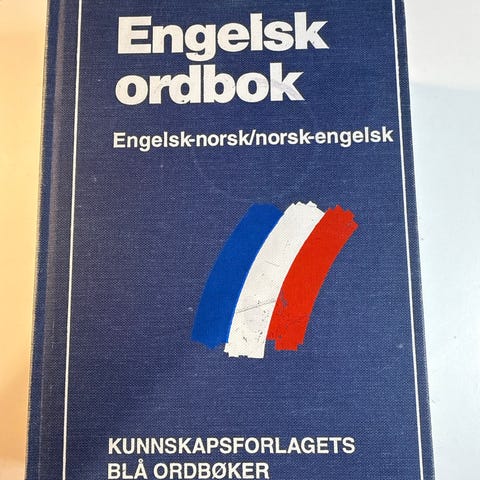 Engelsk
ordbok
Engelsk-norsk/norsk-engelsk
KUNNSKAPSFORLAGETS
BLÅ ORDBØKER